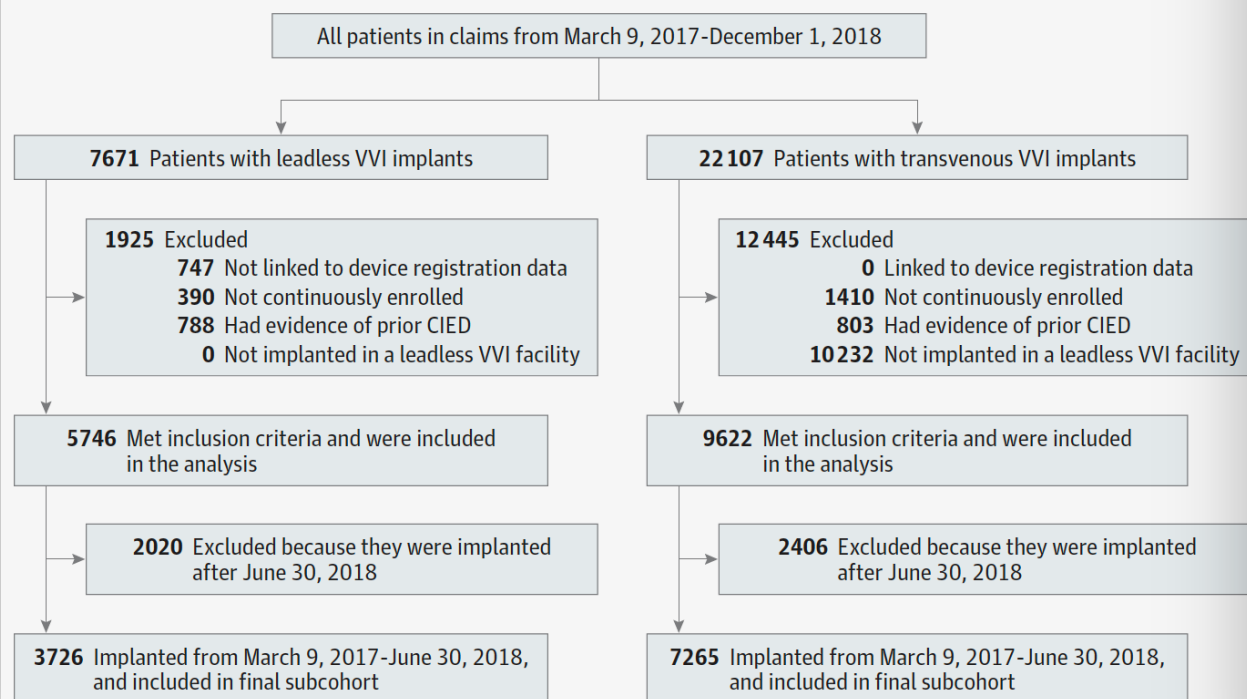 All patients in claims from March 9, 2017-December 1, 2018
7671 Patients with leadless VVI implants
22107 Patients with transvenous VVI implants
1925 Excluded
747 Not linked to device registration data
390 Not continuously enrolled
788 Had evidence of prior CIED
0 Not implanted in a leadless VVI facility
12445 Excluded
0 Linked to device registration data
1410 Not continuously enrolled
803 Had evidence of prior CIED
10232 Not implanted in a leadless VVI facility
5746 Met inclusion criteria and were included
in the analysis
9622 Met inclusion criteria and were included
in the analysis
2020 Excluded because they were implanted
after June 30, 2018
2406 Excluded because they were implanted
after June 30, 2018
3726 Implanted from March 9, 2017-June 30, 2018,
and included in final subcohort
7265 Implanted from March 9, 2017-June 30, 2018,
and included in final subcohort